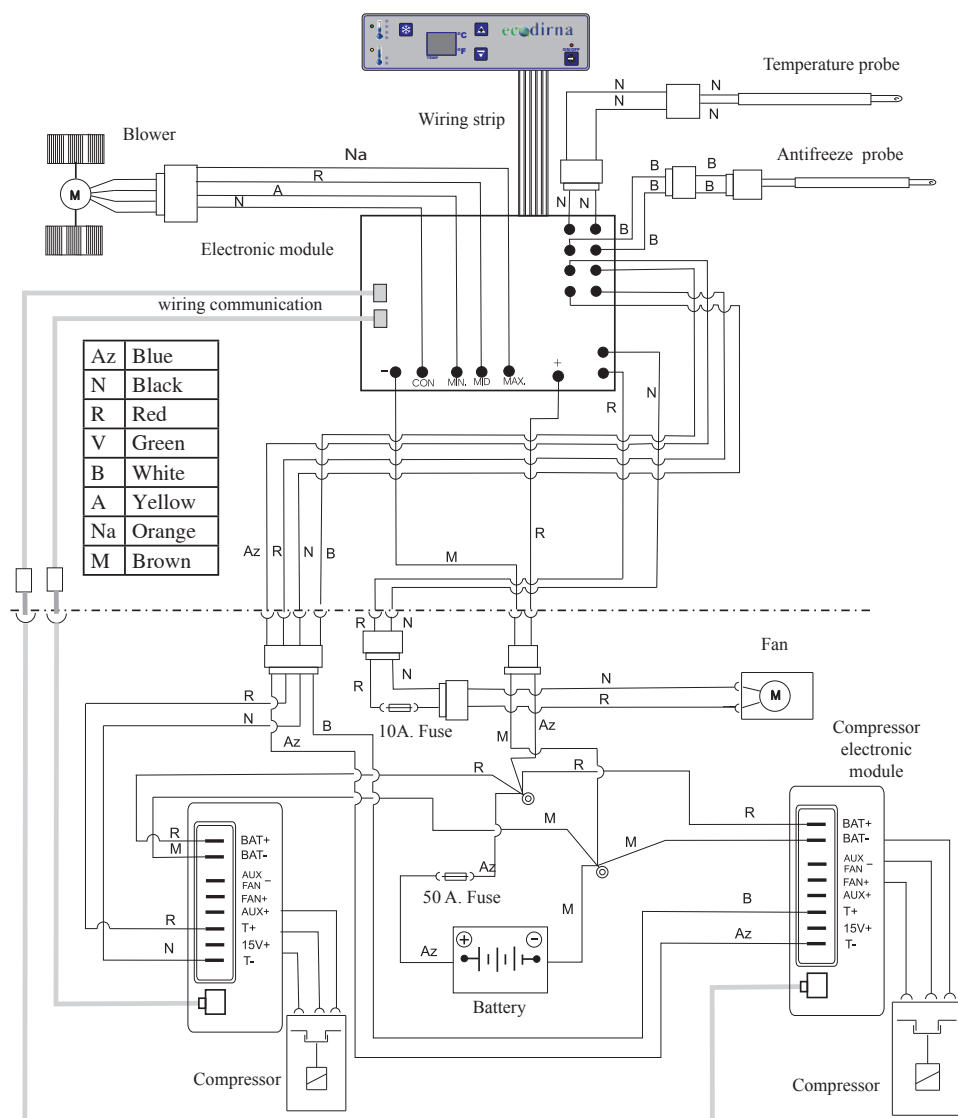 °C
°F
TEMP
ecodirna
ON/OFF
Temperature probe
N
N
N
N
Wiring strip
Blower
Antifreeze probe
Na
R
A
N
M
B
B
B
B
N
N
B
B
Electronic module
wiring communication
Az Blue
N Black
R Red
V Green
B White
A Yellow
Na Orange
M Brown
-
CON
MIN.
MID
MAX.
+
R
N
Az
R
N
B
M
R
R
N
Fan
R
N
N
R
M
10A. Fuse
M
Az
R
N
Az
B
Compressor
electronic
module
R
R
R
M
M
M
R
M
BAT+
BAT-
AUX
FAN -
FAN+
AUX+
T+
15V+
T-
R
N
Az
50 A. Fuse
M
Az
+
-
Battery
B
Az
BAT+
BAT-
AUX
FAN -
FAN+
AUX+
T+
15V+
T-
Compressor
Compressor